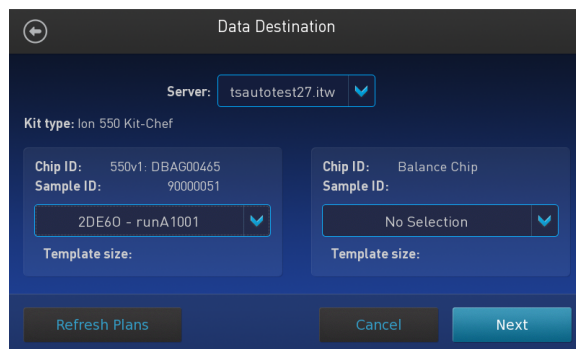 Data Destination
Server: tsautotest27.itw
Kit type: Ion 550 Kit-Chef
Chip ID: 550v1: DBAG00465
Sample ID: 90000051
2DE6O - runA1001
Template size:
Chip ID: Balance Chip
Sample ID:
No Selection
Template size:
Refresh Plans
Cancel
Next